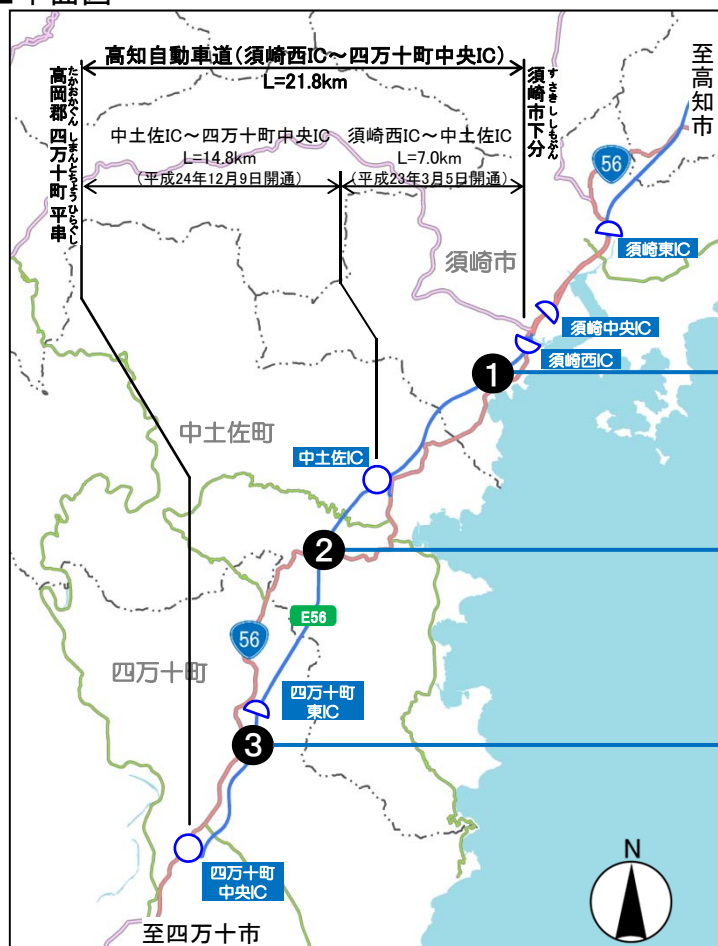 高知自動車道(須崎西IC～四万十町中央IC)
L=21.8km
至高知市
たかおかぐん しまんとちょう ひらぐし
高岡郡 四万十町 平串
すさきししもぶん
須崎市下分
中土佐IC～四万十町中央IC
L=14.8km
(平成24年12月9日開通)
須崎西IC～中土佐IC
L=7.0km
(平成23年3月5日開通)
56
須崎東IC
須崎市
須崎中央IC
須崎西IC
1
中土佐町
中土佐IC
2
E56
56
四万十町
四万十町
東IC
3
四万十町
中央IC
至四万十市
N